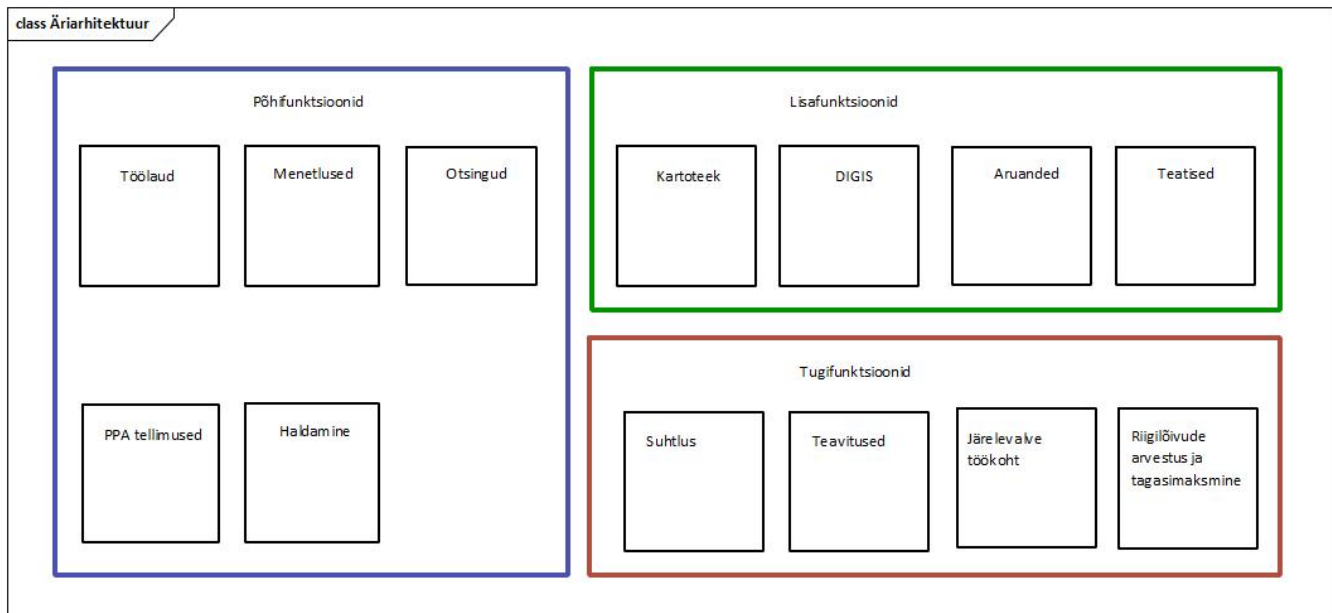 class Äriarhitektuur
Põhifunktsioonid
Töölaud
Menetlused
Otsingud
PPA tellimused
Haldamine
Lisafunktsioonid
Kartoteek
DIGIS
Aruanded
Teatised
Tugifunktsioonid
Suhtlus
Teavitused
Järelevalve
töökoht
Riigilõivude
arvestus ja
tagasimaksmine